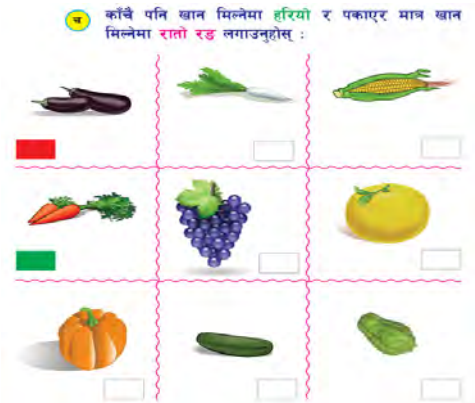 च काँचै पनि खान मिल्नेमा हरियो र पकाएर मात्र खान
मिल्नेमा रातो रङ लगाउनुहोस् :